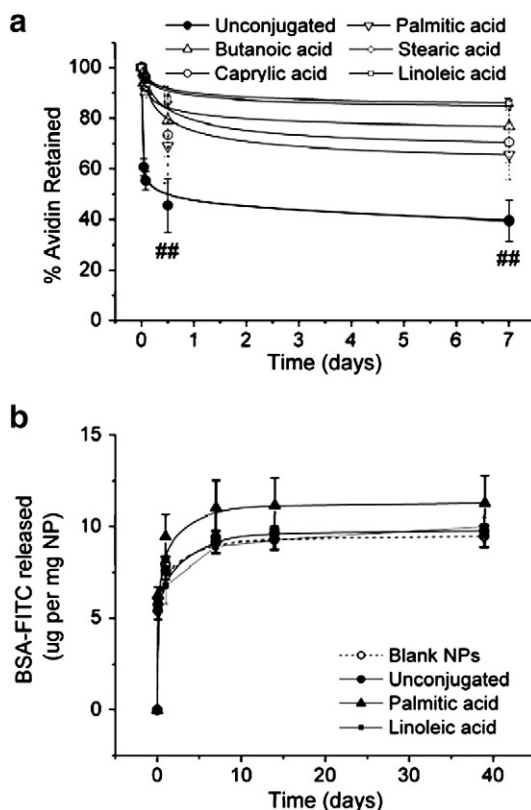 a
Unconjugated
Palmitic acid
Butanoic acid
Stearic acid
Caprylic acid
Linoleic acid
% Avidin Retained
100
80
60
40
20
0
##
##
0 1 2 3 4 5 6 7
Time (days)
b
BSA-FITC released
(ug per mg NP)
15
10
5
0
Blank NPs
Unconjugated
Palmitic acid
Linoleic acid
0 10 20 30 40
Time (days)